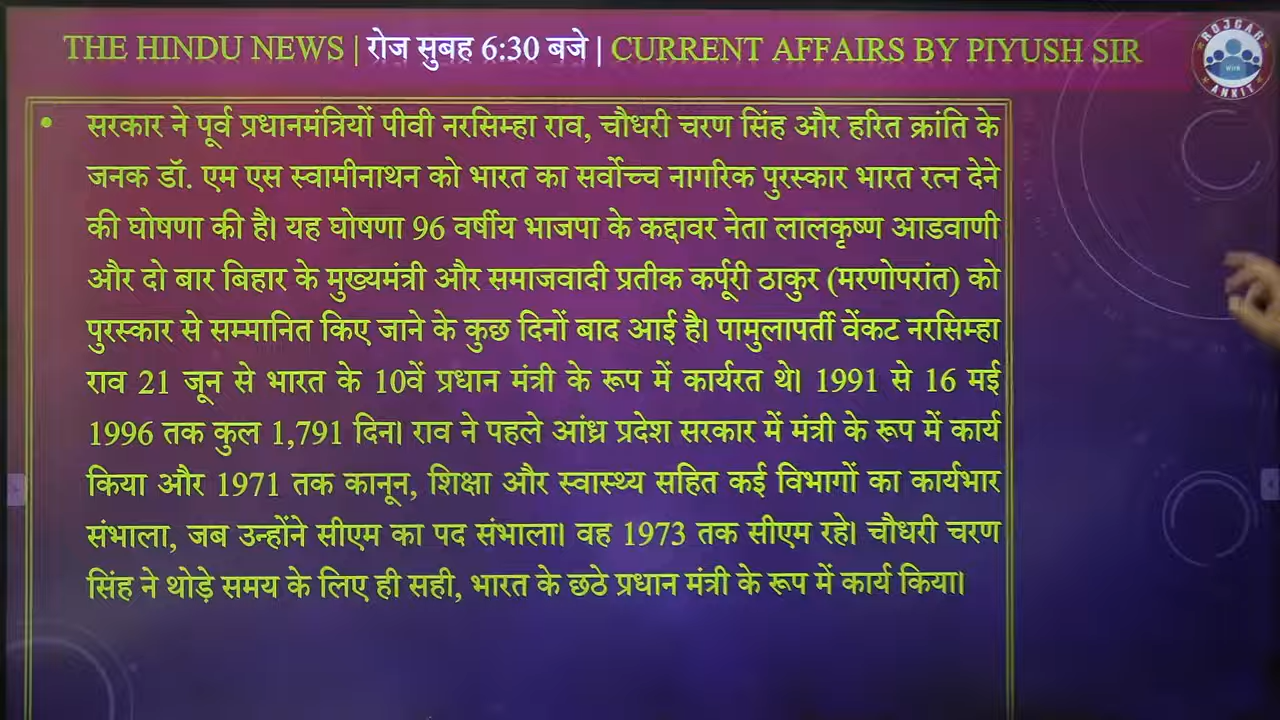 THE HINDU NEWS | रोज सुबह 6:30 बजे | CURRENT AFFAIRS BY PIYUSH SIR
ROJGAR
WITH
ANKIT
• सरकार ने पूर्व प्रधानमंत्रियों पीवी नरसिम्हा राव, चौधरी चरण सिंह और हरित क्रांति के
जनक डॉ. एम एस स्वामीनाथन को भारत का सर्वोच्च नागरिक पुरस्कार भारत रत्न देने
की घोषणा की है। यह घोषणा 96 वर्षीय भाजपा के कद्दावर नेता लालकृष्ण आडवाणी
और दो बार बिहार के मुख्यमंत्री और समाजवादी प्रतीक कर्पूरी ठाकुर (मरणोपरांत) को
पुरस्कार से सम्मानित किए जाने के कुछ दिनों बाद आई है। पामुलापर्ती वेंकट नरसिम्हा
राव 21 जून से भारत के 10वें प्रधान मंत्री के रूप में कार्यरत थे। 1991 से 16 मई
1996 तक कुल 1,791 दिन। राव ने पहले आंध्र प्रदेश सरकार में मंत्री के रूप में कार्य
किया और 1971 तक कानून, शिक्षा और स्वास्थ्य सहित कई विभागों का कार्यभार
संभाला, जब उन्होंने सीएम का पद संभाला। वह 1973 तक सीएम रहे। चौधरी चरण
सिंह ने थोड़े समय के लिए ही सही, भारत के छठे प्रधान मंत्री के रूप में कार्य किया।